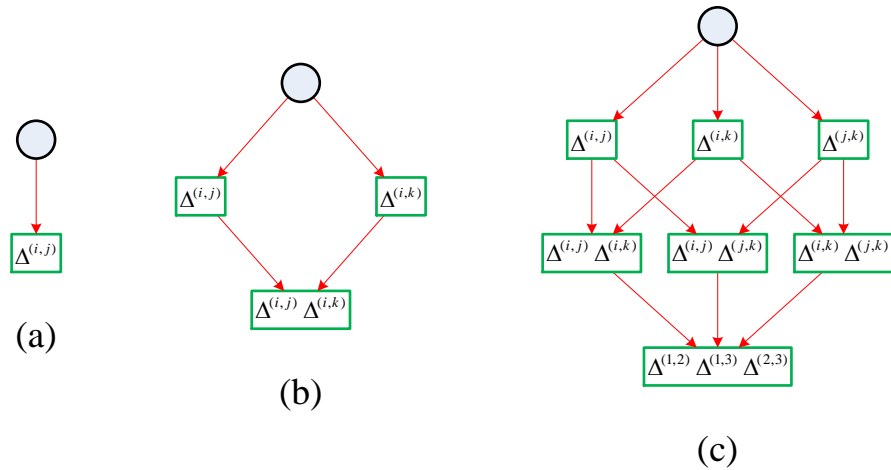 Δ^(i,j)
(a)
Δ^(i,j)
Δ^(i,k)
Δ^(i,j) Δ^(i,k)
(b)
Δ^(i,j)
Δ^(i,k)
Δ^(j,k)
Δ^(i,j) Δ^(i,k)
Δ^(i,j) Δ^(j,k)
Δ^(i,k) Δ^(j,k)
Δ^(1,2) Δ^(1,3) Δ^(2,3)
(c)